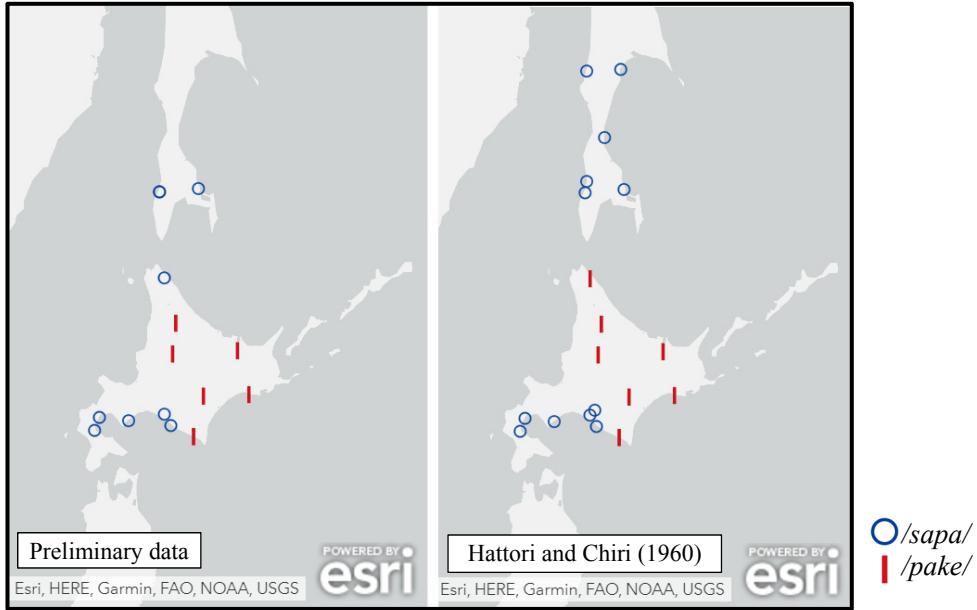 Preliminary data
POWERED BY
esri
Esri, HERE, Garmin, FAO, NOAA, USGS
Hattori and Chiri (1960)
POWERED BY
esri
Esri, HERE, Garmin, FAO, NOAA, USGS
/sapa/
/pake/